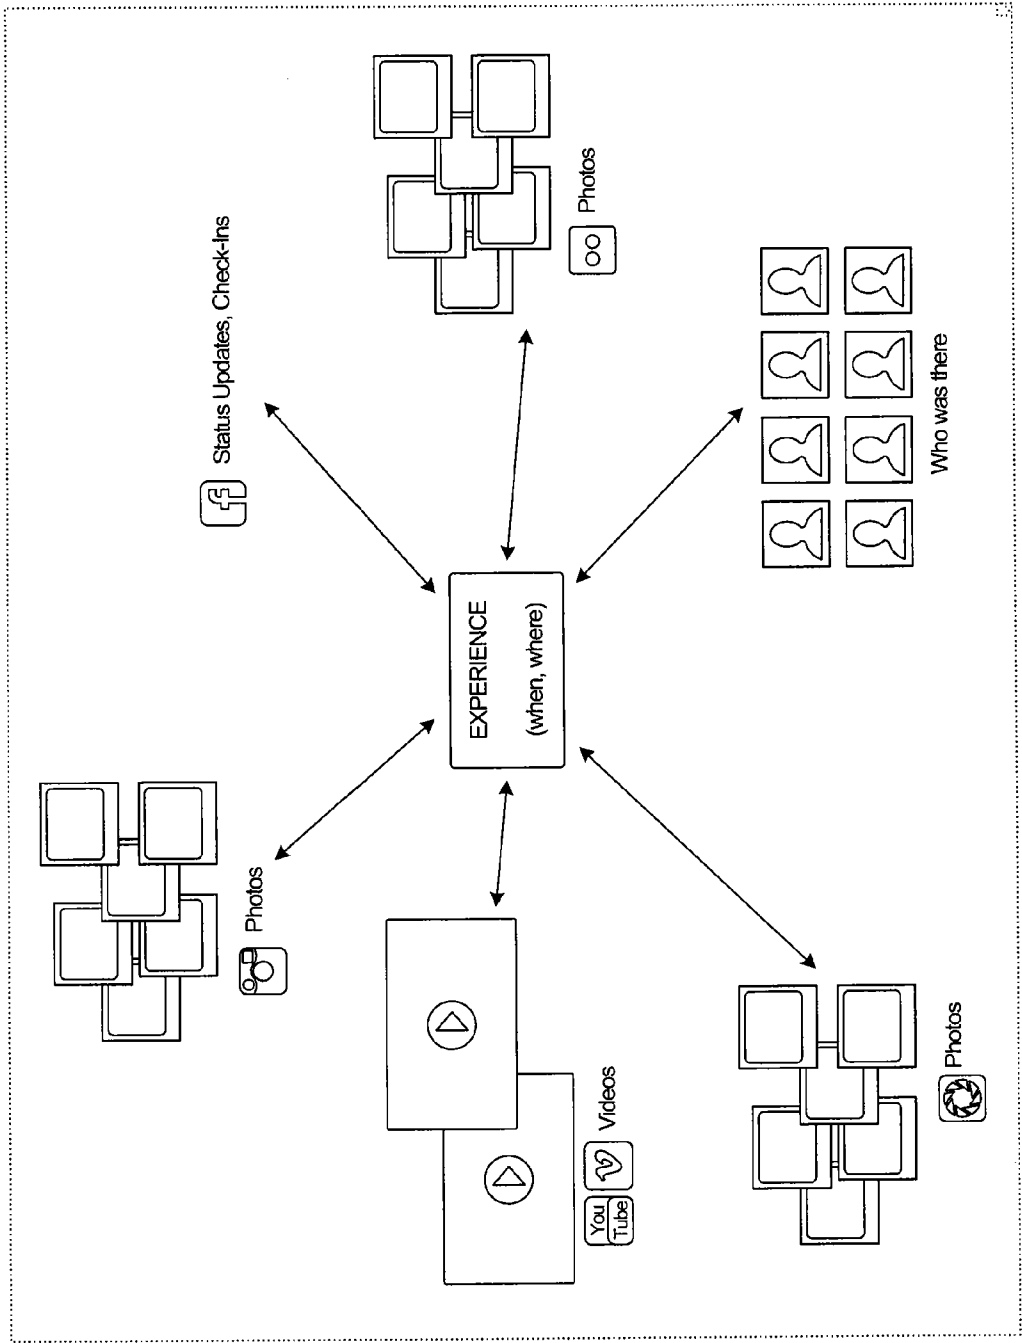 Photos
f Status Updates, Check-Ins
EXPERIENCE
(when, where)
You
Tube
Videos
Photos
Photos
Who was there